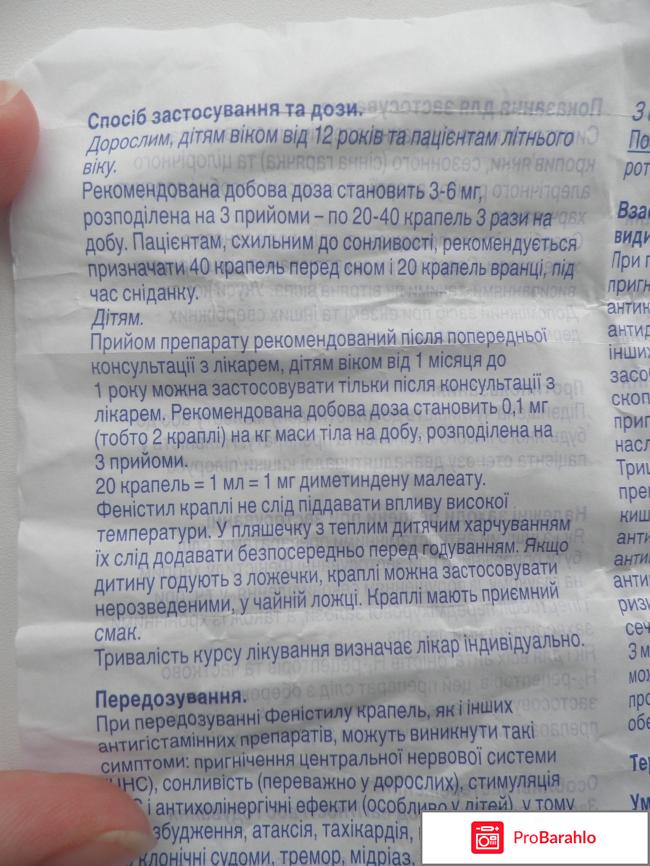 Спосіб застосування та дози.
Дорослим, дітям віком від 12 років та пацієнтам літнього
віку.
Рекомендована добова доза становить 3-6 мг,
розподілена на 3 прийоми – по 20-40 крапель 3 рази на
добу. Пацієнтам, схильним до сонливості, рекомендується
призначати 40 крапель перед сном і 20 крапель вранці, під
час сніданку.
Дітям.
Прийом препарату рекомендований після попередньої
консультації з лікарем, дітям віком від 1 місяця до
1 року можна застосовувати тільки після консультації з
лікарем. Рекомендована добова доза становить 0,1 мг
(тобто 2 краплі) на кг маси тіла на добу, розподілена на
3 прийоми.
20 крапель = 1 мл = 1 мг диметиндену малеату.
Феністил краплі не слід піддавати впливу високої
температури. У пляшечку з теплим дитячим харчуванням
їх слід додавати безпосередньо перед годуванням. Якщо
дитину годують з ложечки, краплі можна застосовувати
нерозведеними, у чайній ложці. Краплі мають приємний
смак.
Тривалість курсу лікування визначає лікар індивідуально.
Передозування.
При передозуванні Феністилу крапель, як і інших
антигістамінних препаратів, можуть виникнути такі
симптоми: пригнічення центральної нервової системи
(ЦНС), сонливість (переважно у дорослих), стимуляція
і антихолінергічні ефекти (особливо у дітей), у тому
збудження, атаксія, тахікардія,
клонічні судоми, тремор, мідріаз,
ProBarahlo